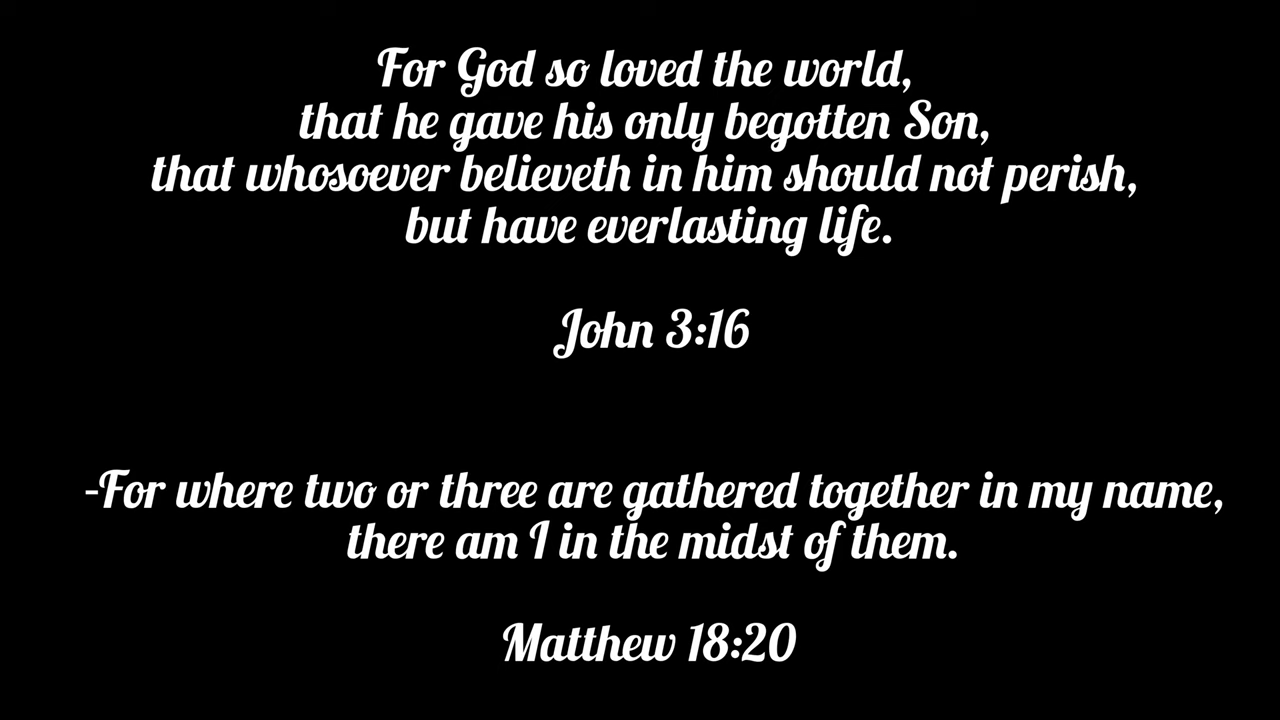 For God so loved the world,
that he gave his only begotten Son,
that whosoever believeth in him should not perish,
but have everlasting life.
John 3:16
-For where two or three are gathered together in my name,
there am I in the midst of them.
Matthew 18:20